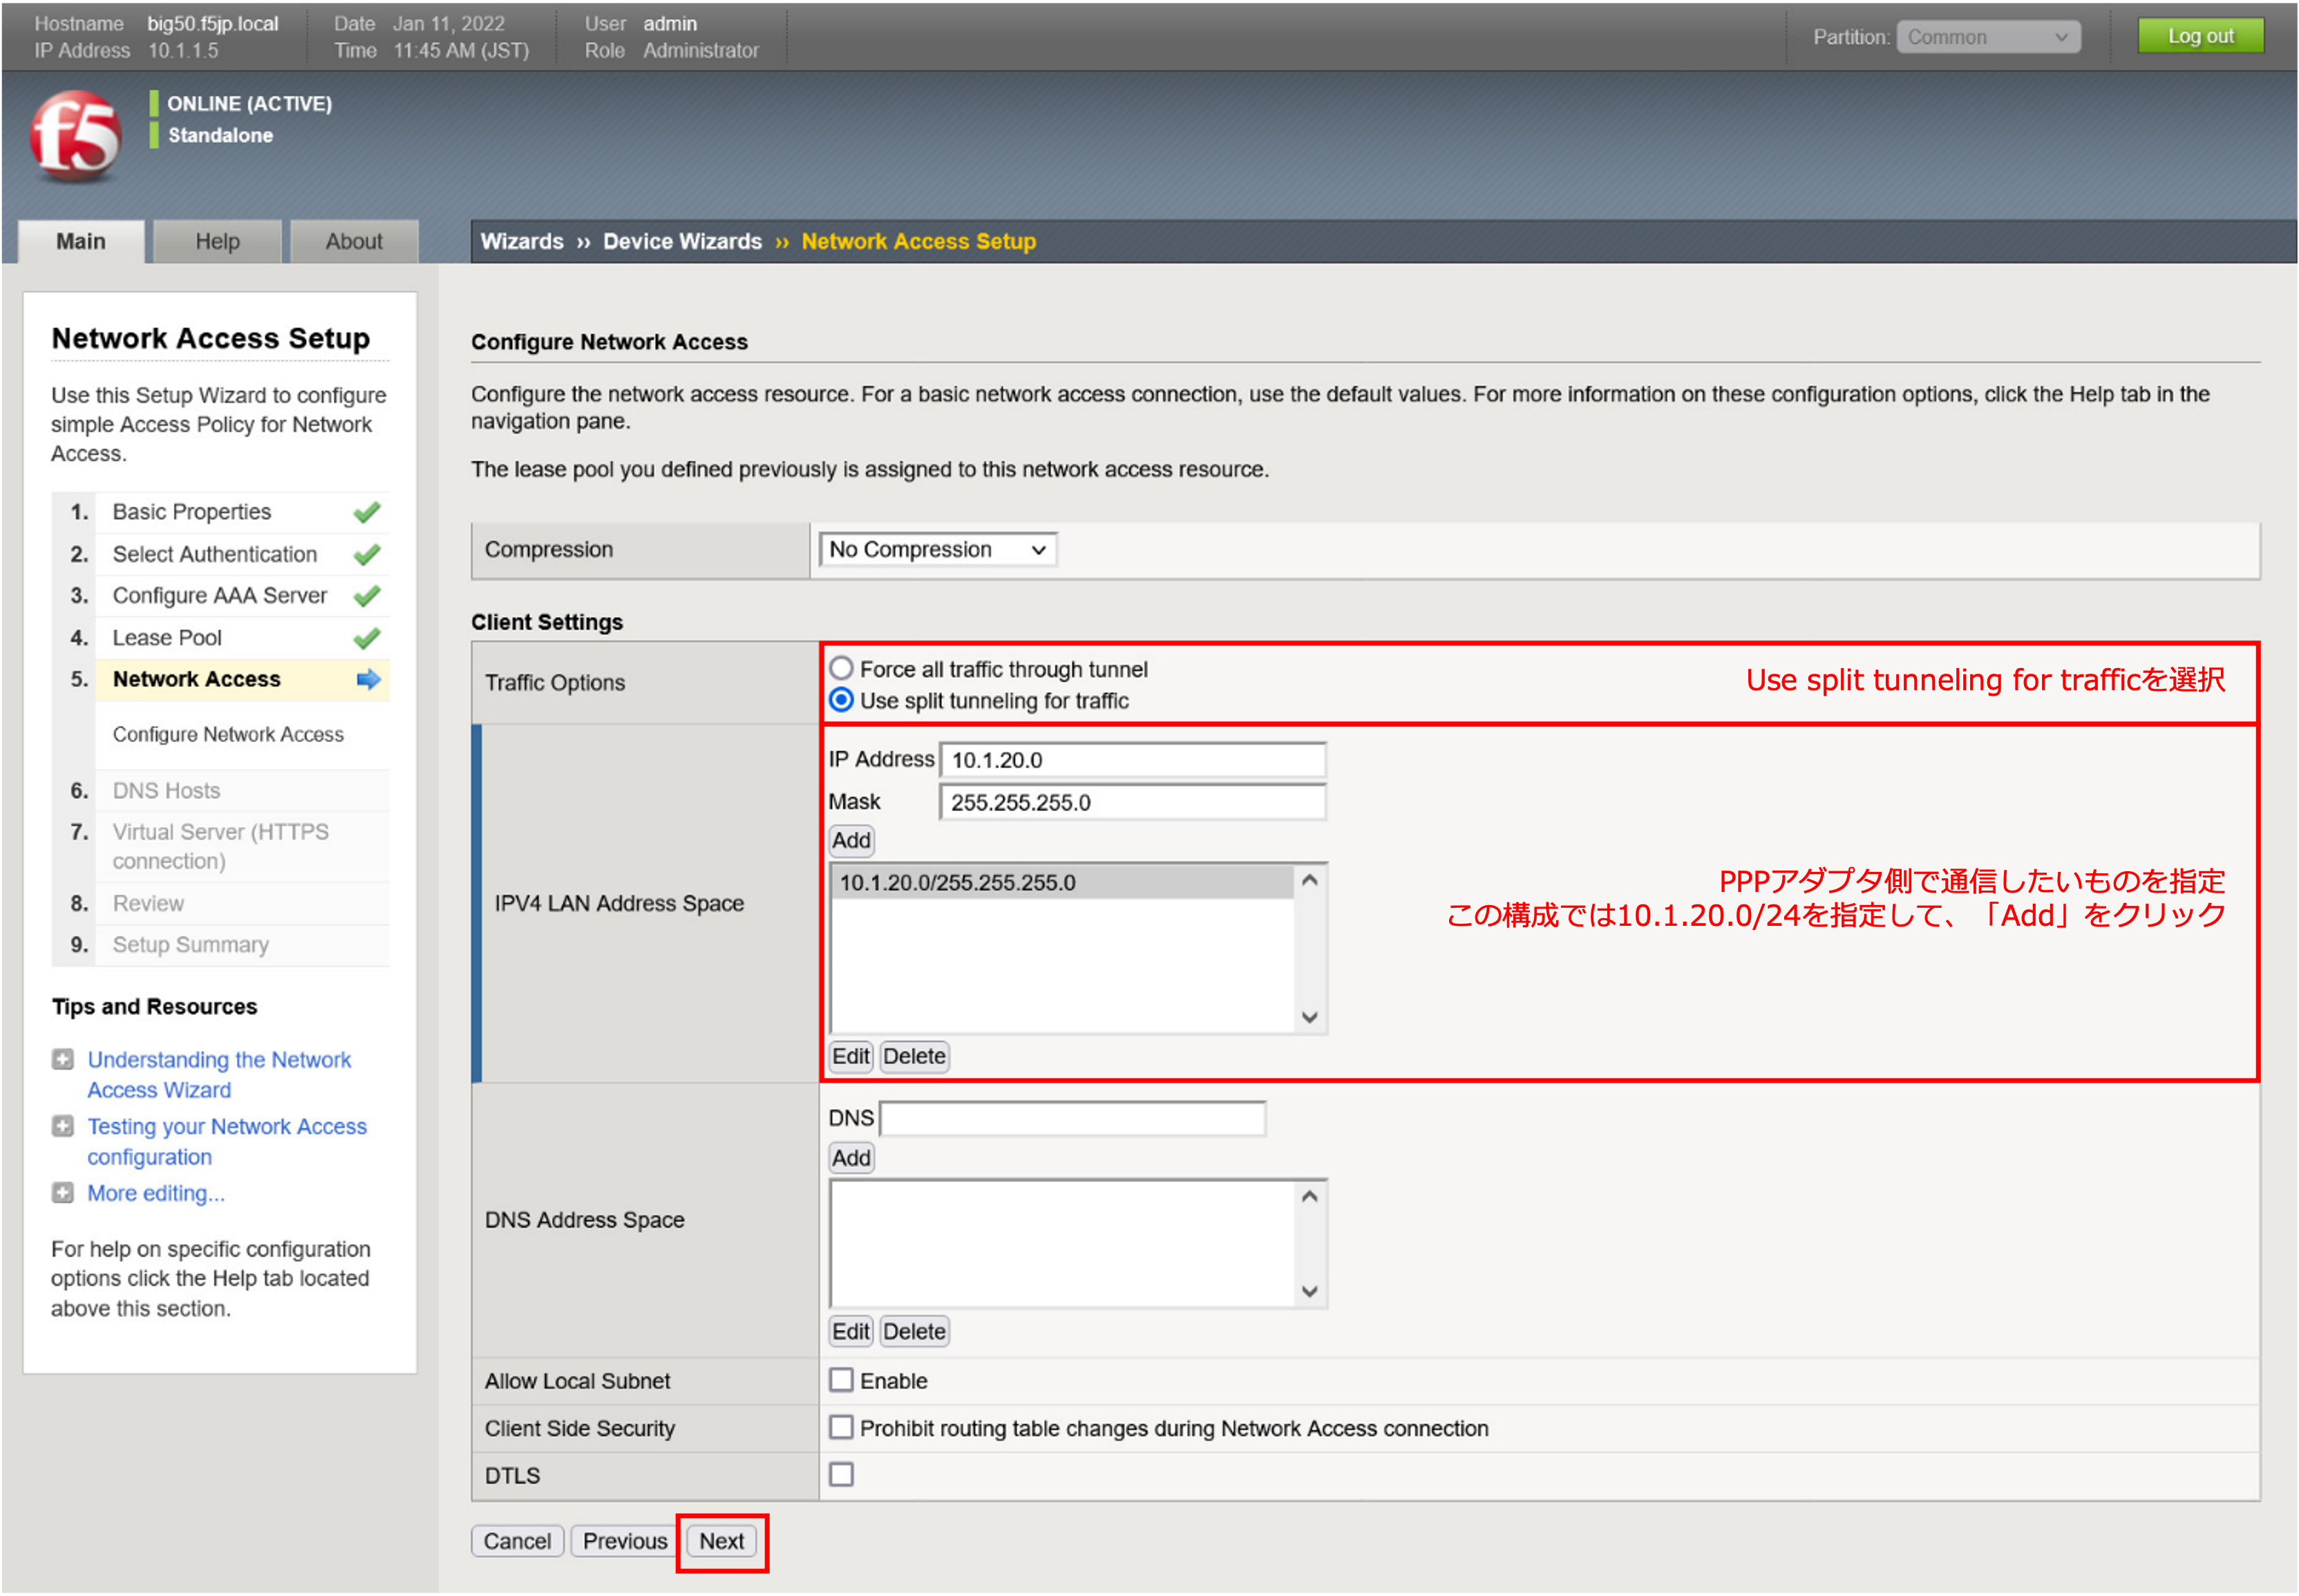 Hostname big50.f5jp.local Date Jan 11, 2022 User admin
IP Address 10.1.1.5 Time 11:45 AM (JST) Role Administrator
Partition: Common Log out
f5
ONLINE (ACTIVE)
Standalone
Main Help About
Wizards ›› Device Wizards ›› Network Access Setup
Network Access Setup
Use this Setup Wizard to configure
simple Access Policy for Network
Access.
1. Basic Properties
2. Select Authentication
3. Configure AAA Server
4. Lease Pool
5. Network Access
Configure Network Access
6. DNS Hosts
7. Virtual Server (HTTPS
connection)
8. Review
9. Setup Summary
Tips and Resources
Understanding the Network
Access Wizard
Testing your Network Access
configuration
More editing...
For help on specific configuration
options click the Help tab located
above this section.
Configure Network Access
Configure the network access resource. For a basic network access connection, use the default values. For more information on these configuration options, click the Help tab in the
navigation pane.
The lease pool you defined previously is assigned to this network access resource.
Compression No Compression
Client Settings
Traffic Options
Force all traffic through tunnel
Use split tunneling for traffic
Use split tunneling for trafficを選択
IPV4 LAN Address Space
IP Address 10.1.20.0
Mask 255.255.255.0
Add
10.1.20.0/255.255.255.0
Edit Delete
PPPアダプタ側で通信したいものを指定
この構成では10.1.20.0/24を指定して、「Add」をクリック
DNS Address Space
DNS
Add
Edit Delete
Allow Local Subnet Enable
Client Side Security Prohibit routing table changes during Network Access connection
DTLS
Cancel Previous Next